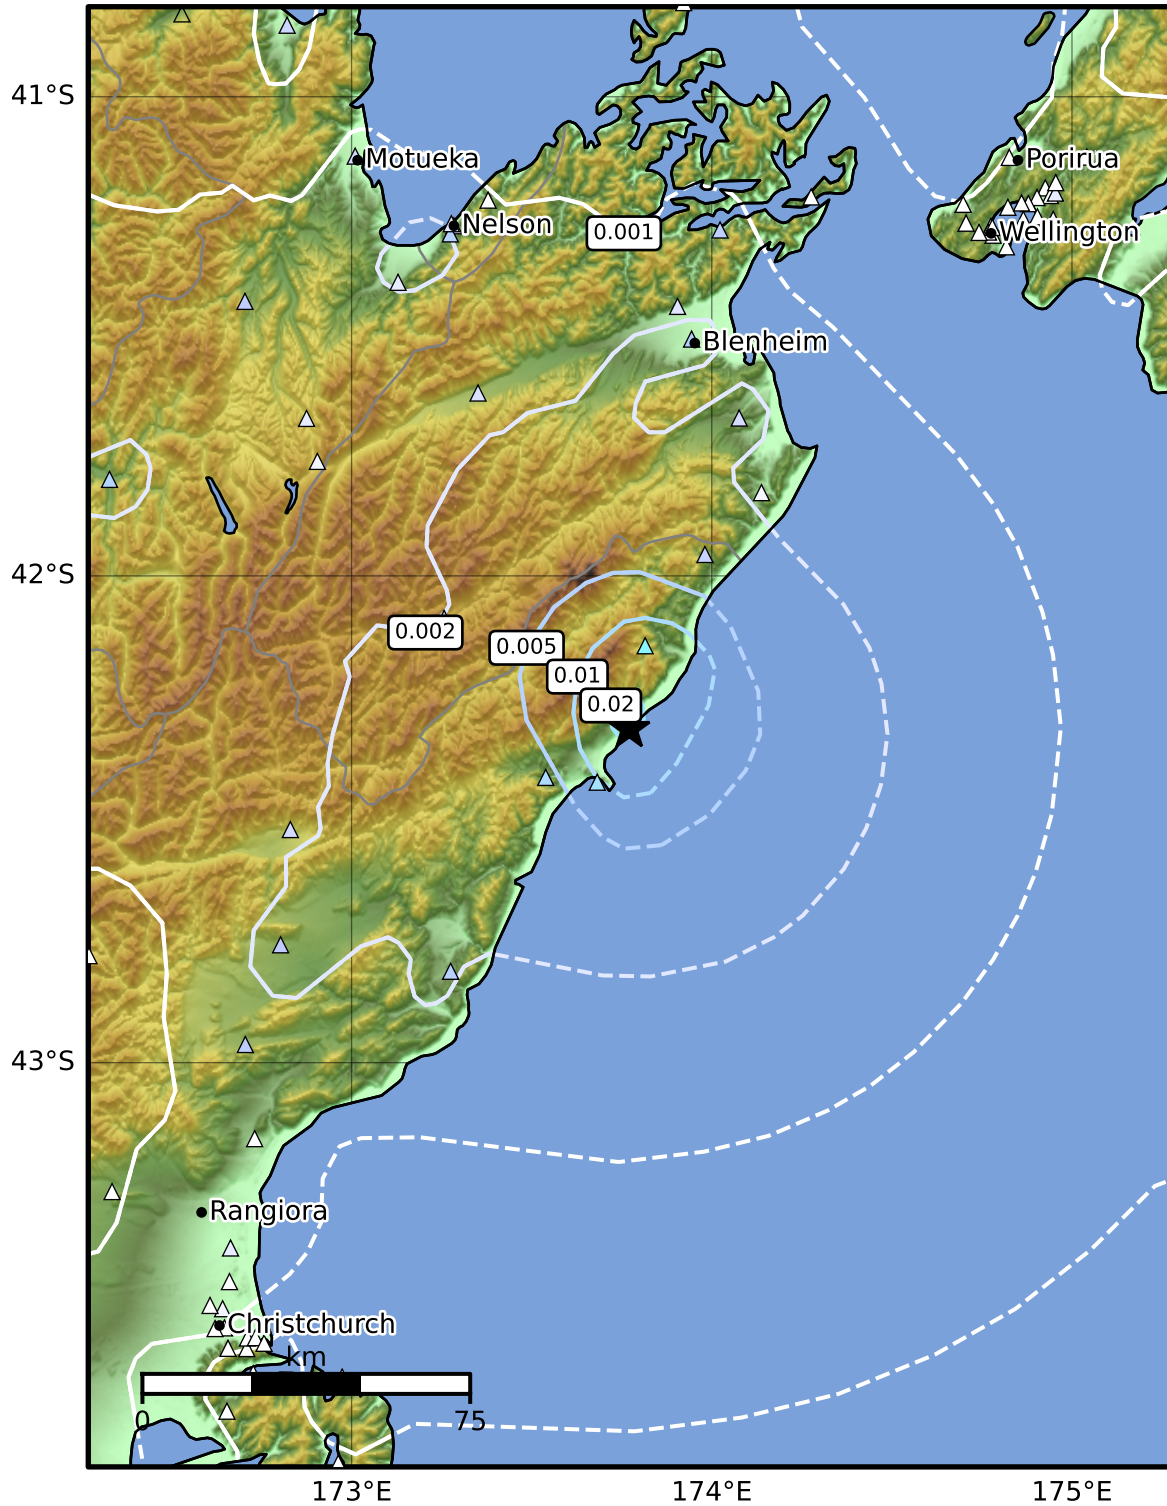 41°S
Motueka
Porirua
Nelson
0.001
Wellington
Blenheim
42°S
0.002
0.005
0.01
0.02
43°S
Rangiora
Christchurch
km
0
75
173°E
174°E
175°E